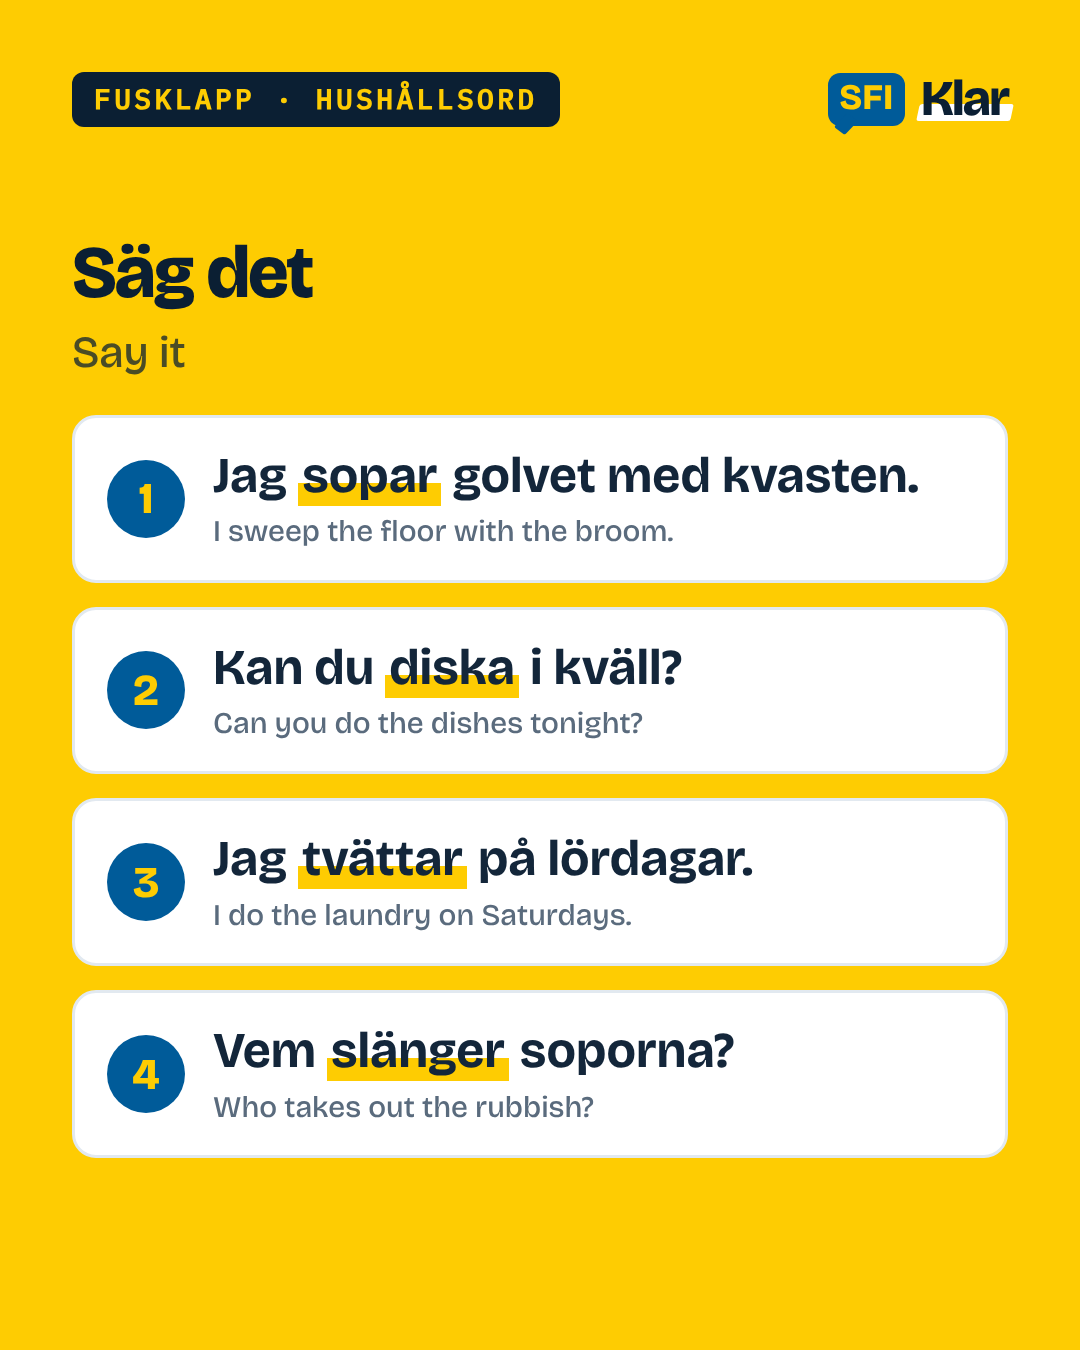 FUSKLAPP · HUSHÅLLSORD
SFI Klar
Säg det
Say it
1
Jag sopar golvet med kvasten.
I sweep the floor with the broom.
2
Kan du diska i kväll?
Can you do the dishes tonight?
3
Jag tvättar på lördagar.
I do the laundry on Saturdays.
4
Vem slänger soporna?
Who takes out the rubbish?